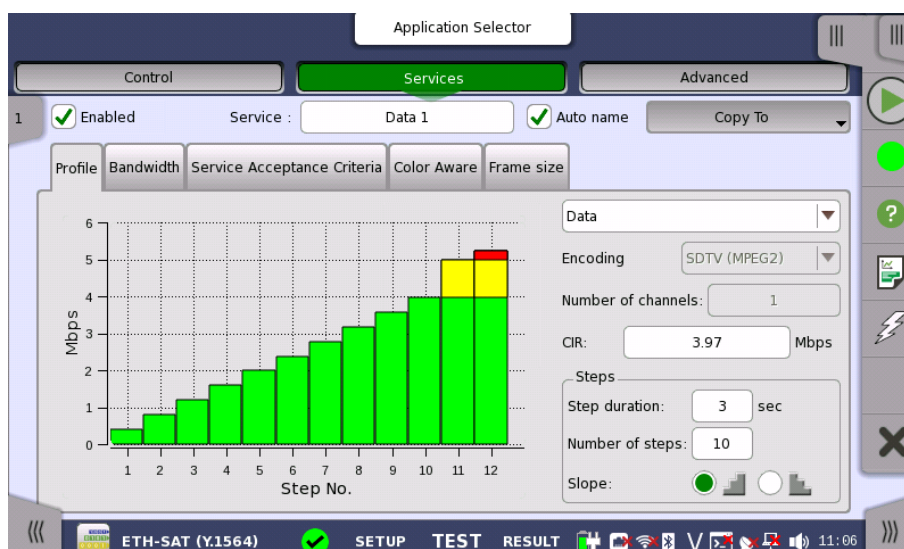 Application Selector
Control Services Advanced
1 Enabled Service : Data 1 Auto name Copy To
Profile Bandwidth Service Acceptance Criteria Color Aware Frame size
Data
Encoding SDTV (MPEG2)
Number of channels: 1
CIR: 3.97 Mbps
Steps
Step duration: 3 sec
Number of steps: 10
Slope:
6
5
4
3
2
1
0
Mbps
1 2 3 4 5 6 7 8 9 10 11 12
Step No.
ETH-SAT (Y.1564) SETUP TEST RESULT 11:06